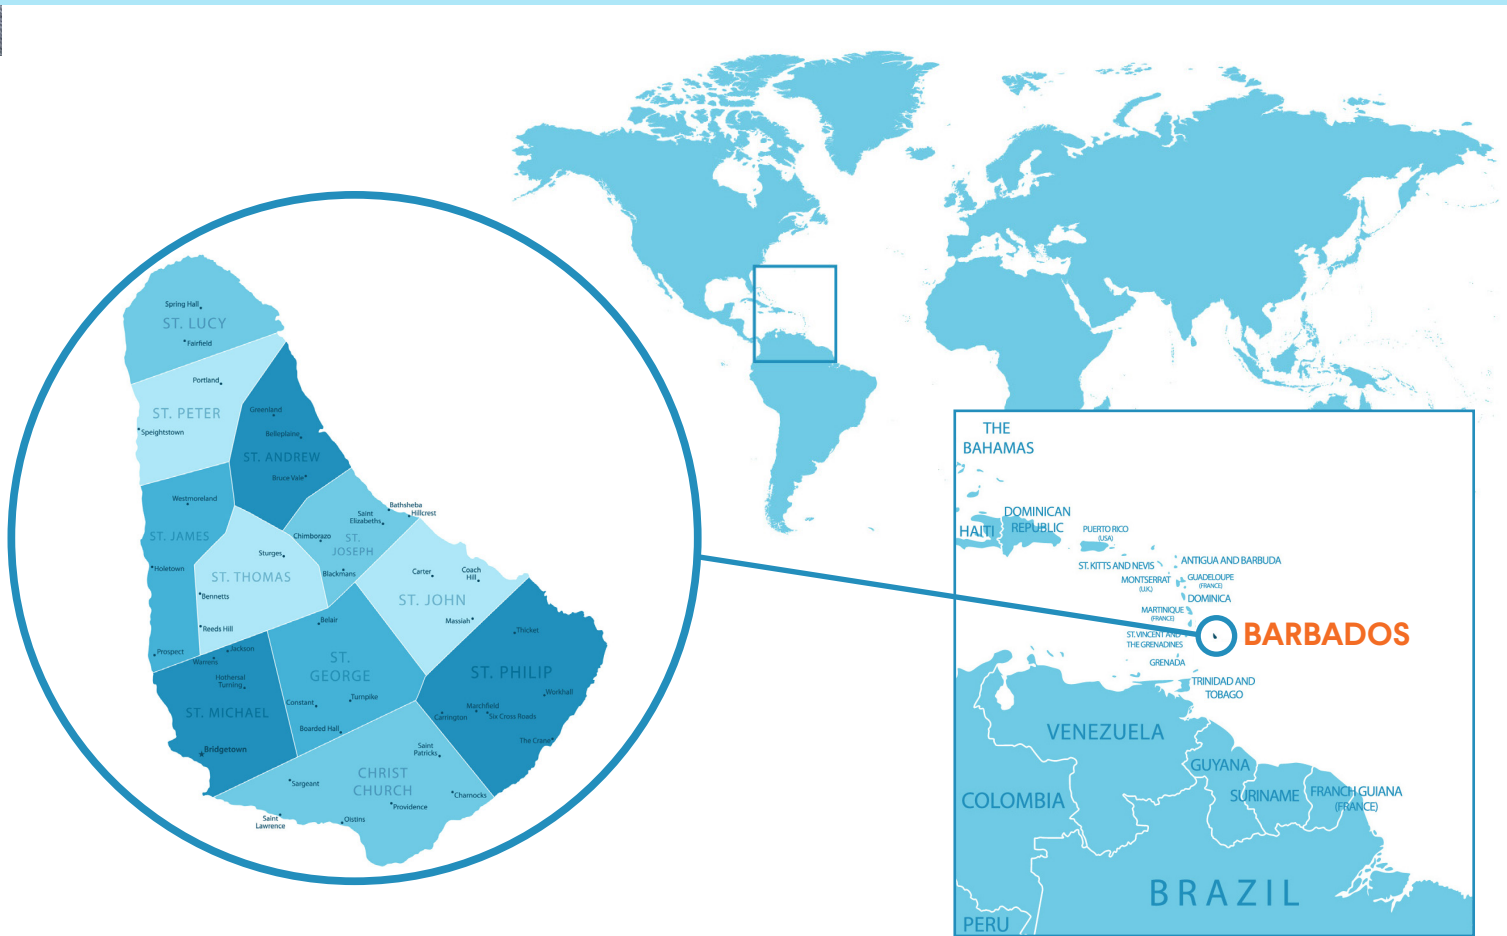 Spring Hall
ST. LUCY
Fairfield
Portland
ST. PETER
Speightstown
Greenland
Belleplaine
ST. ANDREW
Bruce Vale
Westmoreland
ST. JAMES
Holetown
Prospect
Bathsheba
Hillcrest
Saint
Elizabeths
Chimborazo
ST.
JOSEPH
Blackmans
Sturges
ST. THOMAS
Bennetts
Reeds Hill
Carter
Coach
Hill
ST. JOHN
Massiah
Belair
ST.
GEORGE
Constant
Turnpike
Boarded Hall
Jackson
Warrens
Hothersal
Turning
ST. MICHAEL
Bridgetown
Thicket
ST. PHILIP
Workhall
Marchfield
Carrington
Six Cross Roads
The Crane
Saint
Patricks
CHRIST
CHURCH
Sargeant
Charnocks
Providence
Saint
Lawrence
Oistins
THE
BAHAMAS
HAITI
DOMINICAN
REPUBLIC
PUERTO RICO
(USA)
ST. KITTS AND NEVIS
ANTIGUA AND BARBUDA
MONTSERRAT
(U.K.)
GUADELOUPE
(FRANCE)
DOMINICA
MARTINIQUE
(FRANCE)
ST. VINCENT AND
THE GRENADINES
BARBADOS
GRENADA
TRINIDAD AND
TOBAGO
VENEZUELA
GUYANA
COLOMBIA
SURINAME
FRANCH GUIANA
(FRANCE)
BRAZIL
PERU